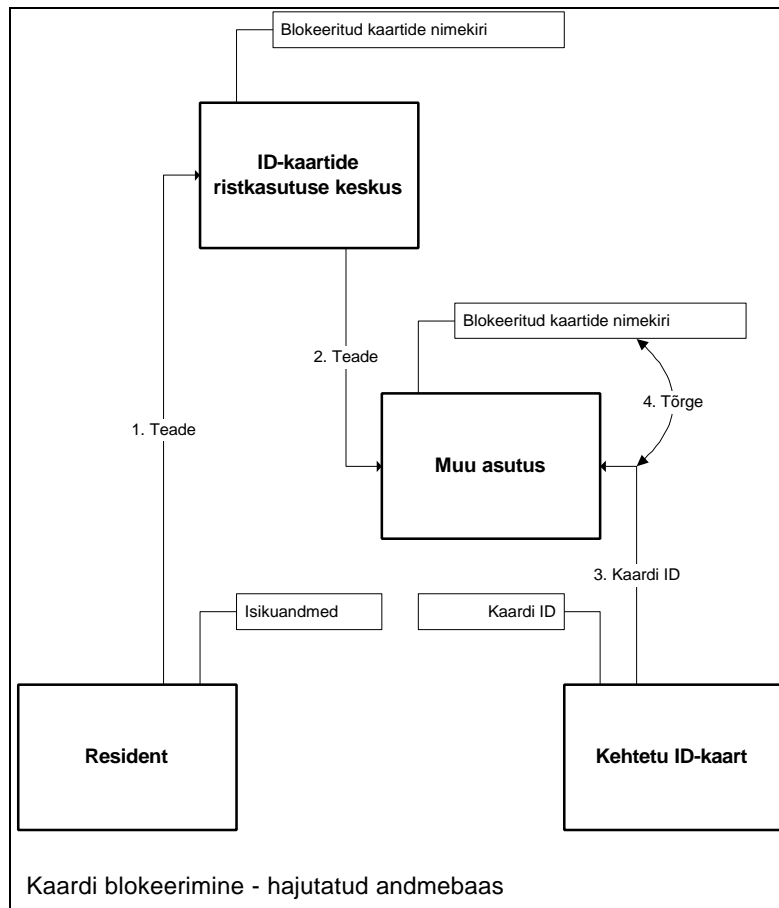 Blokeeritud kaartide nimekiri
ID-kaartide
ristkasutuse keskus
Blokeeritud kaartide nimekiri
2. Teade
4. Tõrge
1. Teade
Muu asutus
3. Kaardi ID
Isikuandmed
Kaardi ID
Resident
Kehtetu ID-kaart
Kaardi blokeerimine - hajutatud andmebaas